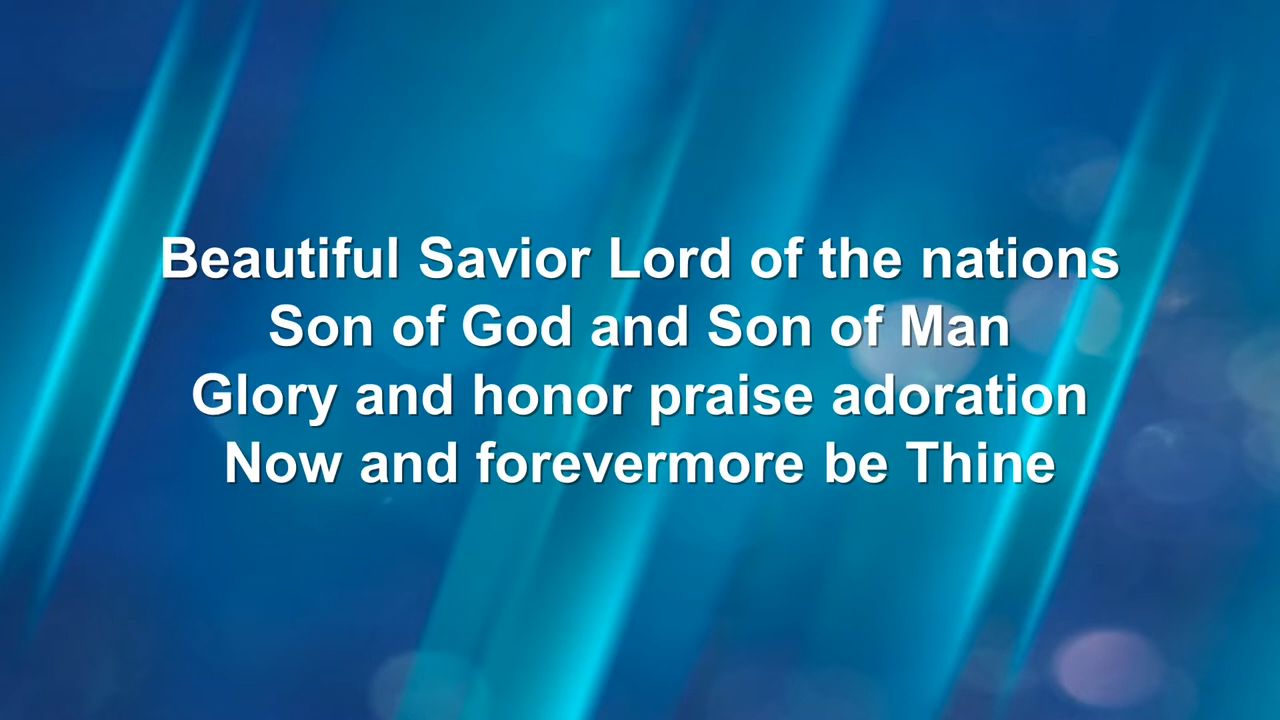 Beautiful Savior Lord of the nations
Son of God and Son of Man
Glory and honor praise adoration
Now and forevermore be Thine